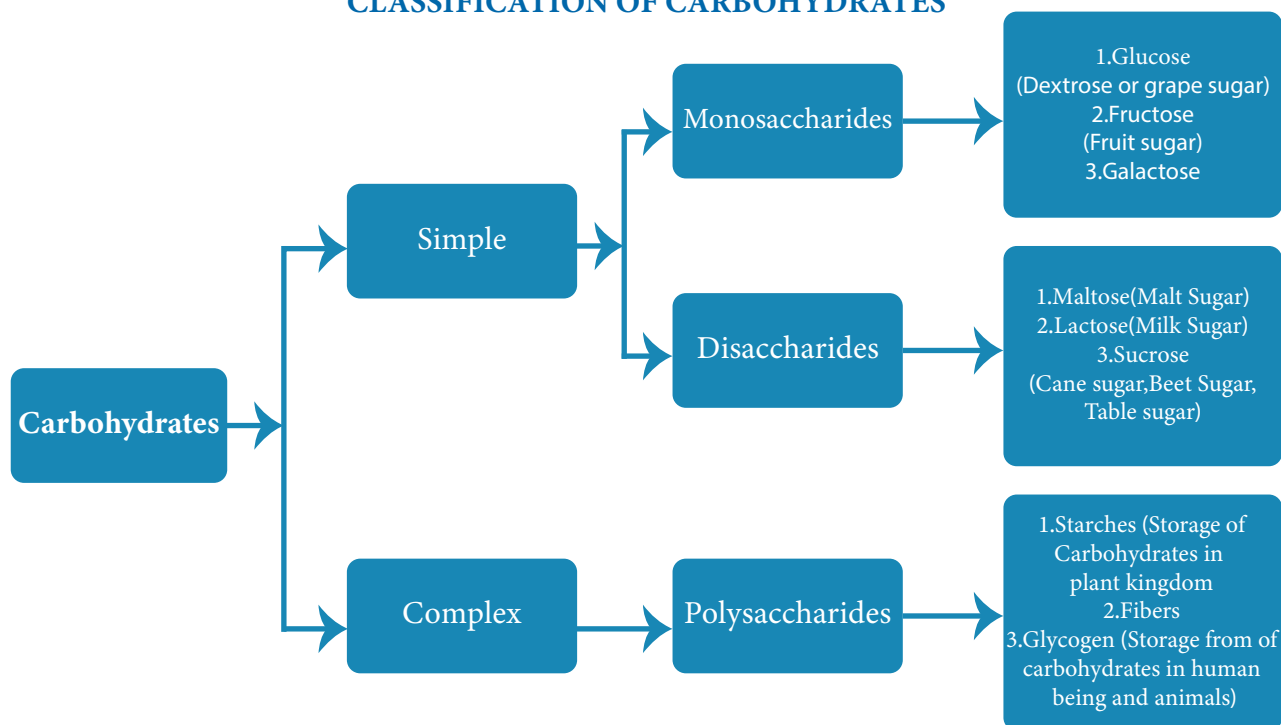 CLASSIFICATION OF CARBOHYDRATES
Carbohydrates
Simple
Monosaccharides
1.Glucose
(Dextrose or grape sugar)
2.Fructose
(Fruit sugar)
3.Galactose
Disaccharides
1.Maltose(Malt Sugar)
2.Lactose(Milk Sugar)
3.Sucrose
(Cane sugar,Beet Sugar,
Table sugar)
Complex
Polysaccharides
1.Starches (Storage of
Carbohydrates in
plant kingdom
2.Fibers
3.Glycogen (Storage from of
carbohydrates in human
being and animals)